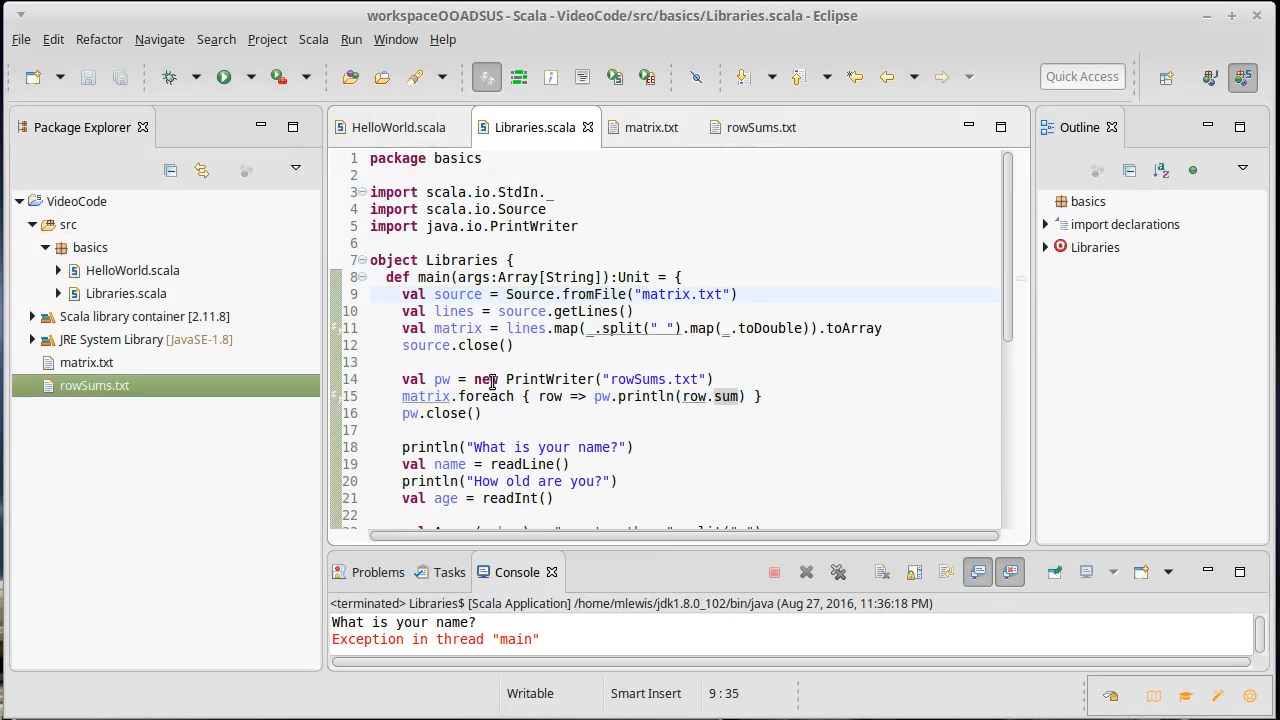 workspaceOOADSUS - Scala - VideoCode/src/basics/Libraries.scala - Eclipse
File Edit Refactor Navigate Search Project Scala Run Window Help
Quick Access
Package Explorer
HelloWorld.scala Libraries.scala matrix.txt rowSums.txt
Outline
VideoCode
src
basics
HelloWorld.scala
Libraries.scala
Scala library container [2.11.8]
JRE System Library [JavaSE-1.8]
matrix.txt
rowSums.txt
1 package basics
2
3 import scala.io.StdIn._
4 import scala.io.Source
5 import java.io.PrintWriter
6
7 object Libraries {
8 def main(args:Array[String]):Unit = {
9 val source = Source.fromFile("matrix.txt")
10 val lines = source.getLines()
11 val matrix = lines.map(_.split(" ").map(_.toDouble)).toArray
12 source.close()
13
14 val pw = new PrintWriter("rowSums.txt")
15 matrix.foreach { row => pw.println(row.sum) }
16 pw.close()
17
18 println("What is your name?")
19 val name = readLine()
20 println("How old are you?")
21 val age = readInt()
22
basics
import declarations
Libraries
Problems Tasks Console
<terminated> Libraries$ [Scala Application] /home/mlewis/jdk1.8.0_102/bin/java (Aug 27, 2016, 11:36:18 PM)
What is your name?
Exception in thread "main"
Writable Smart Insert 9 : 35